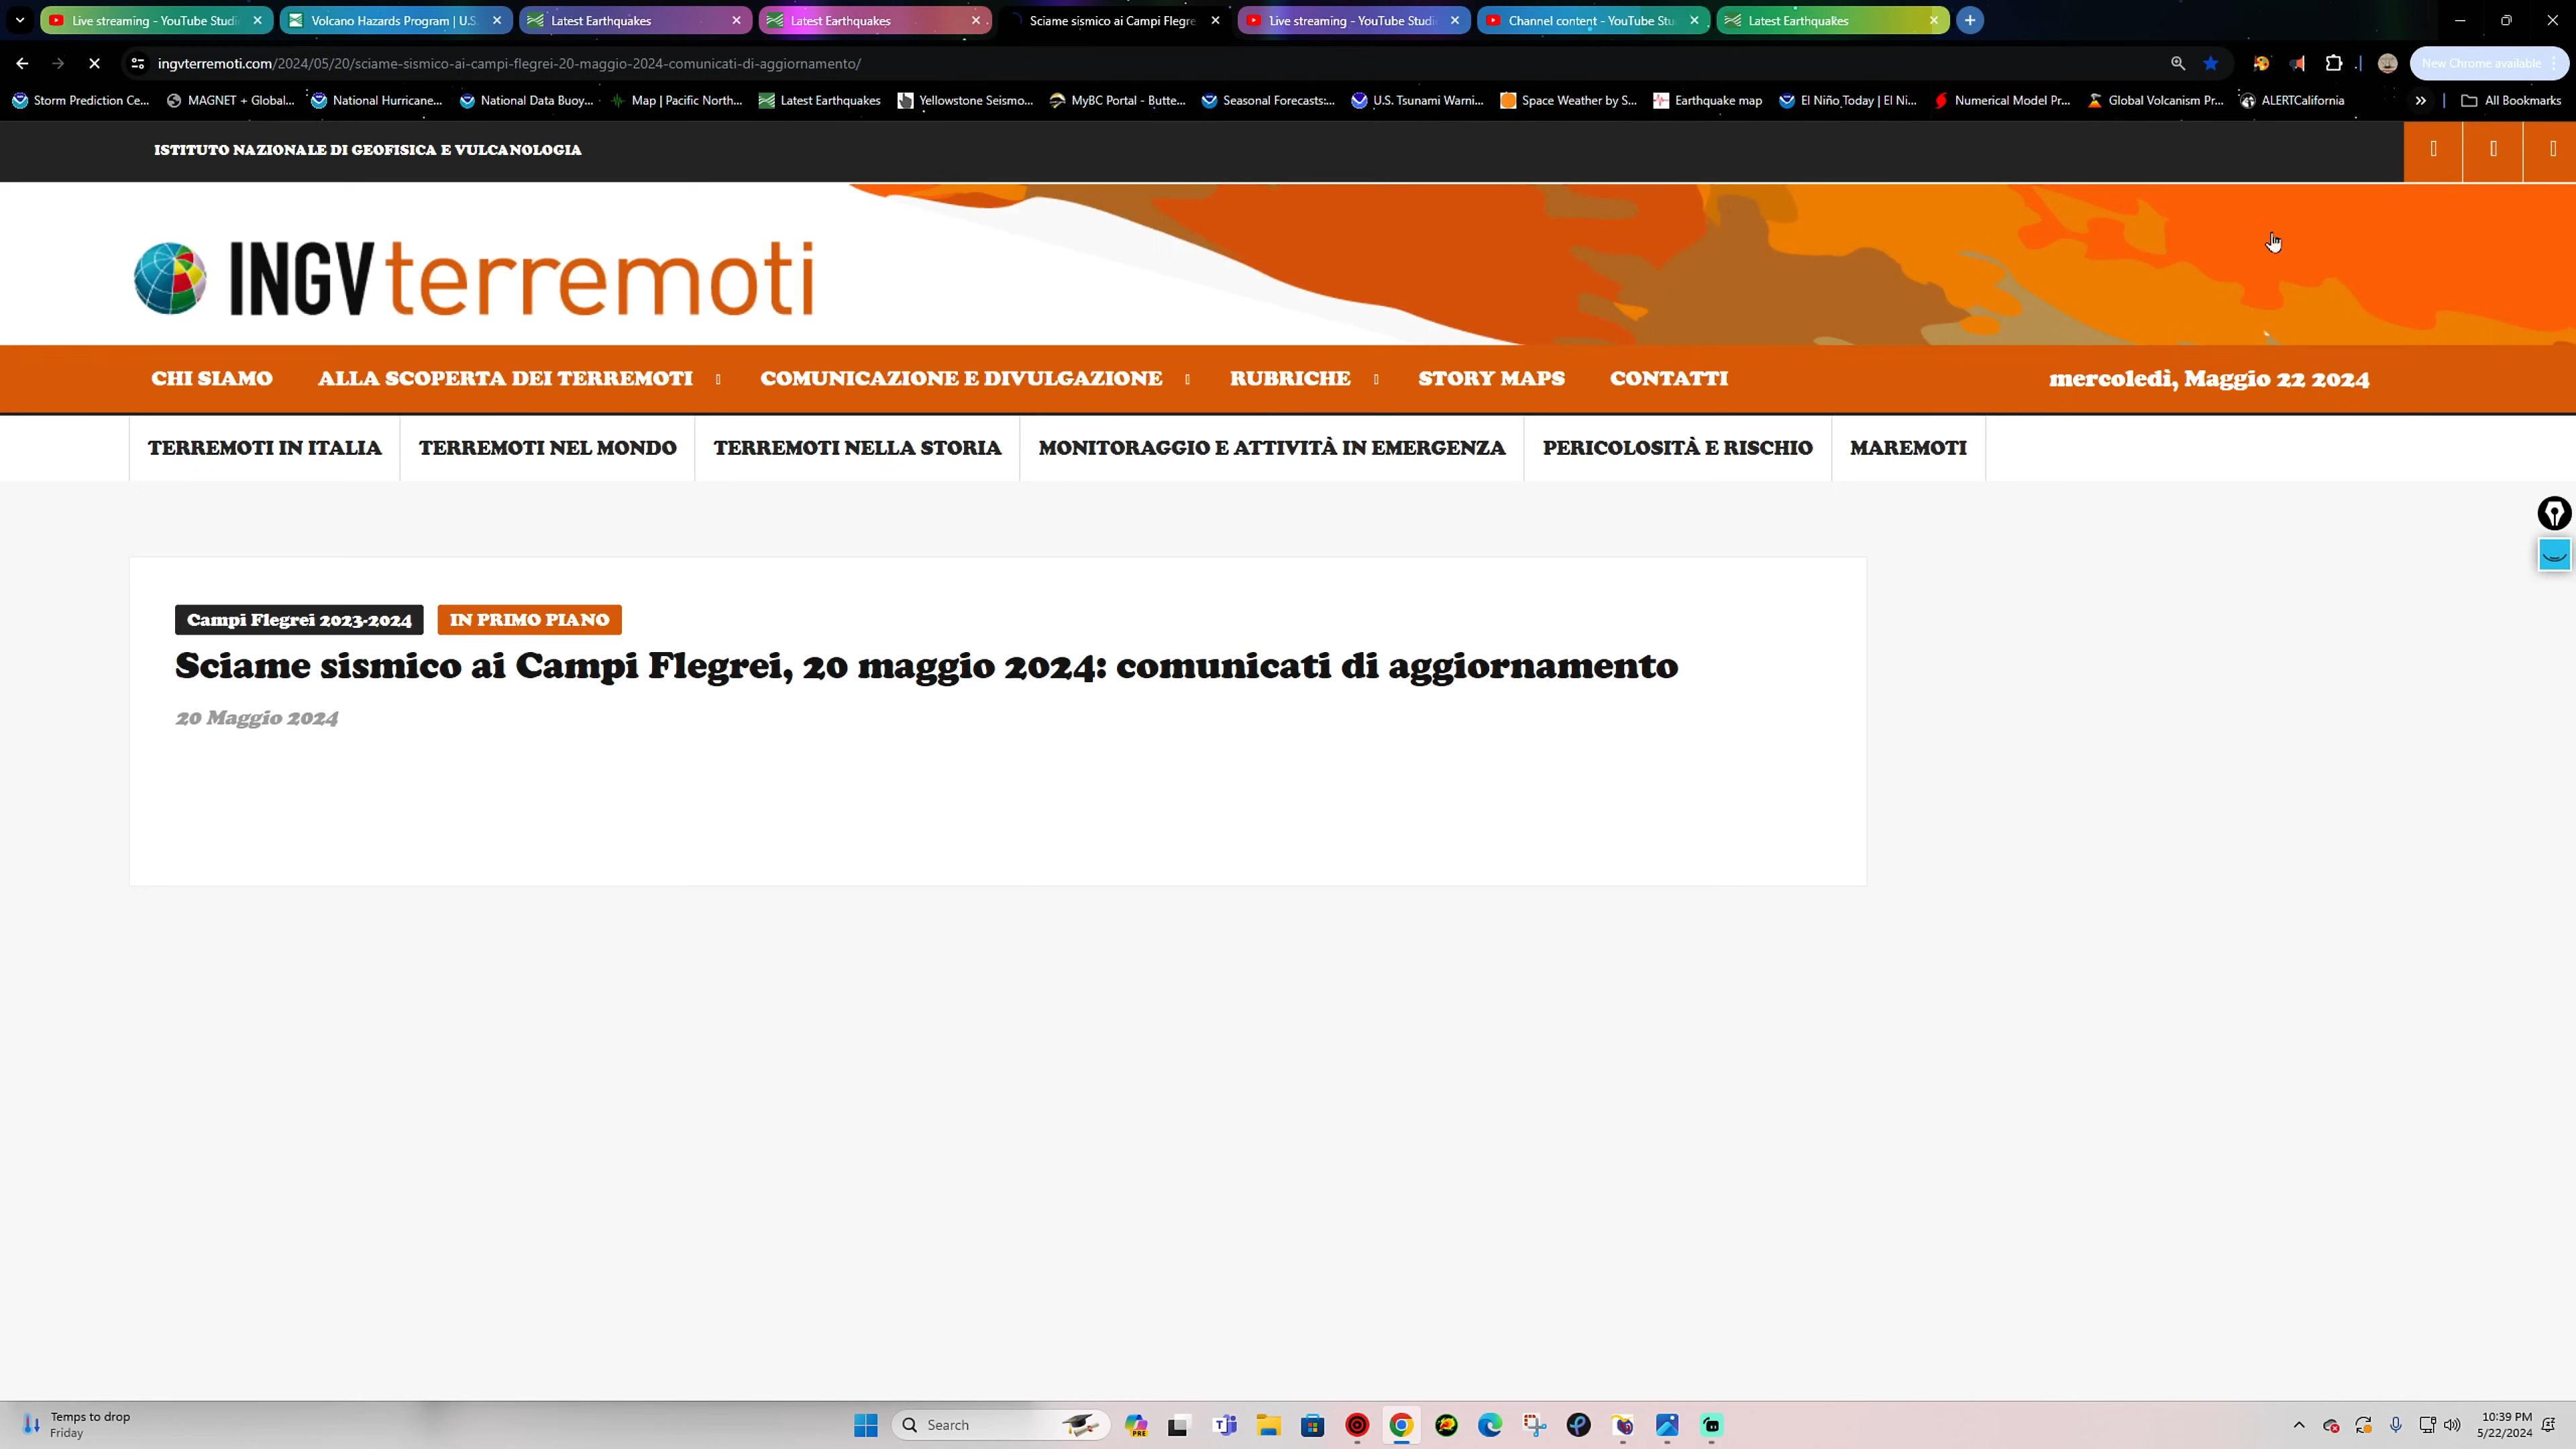 Live streaming - YouTube Studi
Volcano Hazards Program | U.S.
Latest Earthquakes
Latest Earthquakes
Sciame sismico ai Campi Flegre
Live streaming - YouTube Studi
Channel content - YouTube Stu
Latest Earthquakes
ingvterremoti.com/2024/05/20/sciame-sismico-ai-campi-flegrei-20-maggio-2024-comunicati-di-aggiornamento/
New Chrome available
Storm Prediction Ce...
MAGNET + Global...
National Hurricane...
National Data Buoy...
Map | Pacific North...
Latest Earthquakes
Yellowstone Seismo...
MyBC Portal - Butte...
Seasonal Forecasts:...
U.S. Tsunami Warni...
Space Weather by S...
Earthquake map
El Niño Today | El Ni...
Numerical Model Pr...
Global Volcanism Pr...
ALERTCalifornia
All Bookmarks
ISTITUTO NAZIONALE DI GEOFISICA E VULCANOLOGIA
INGVterremoti
CHI SIAMO
ALLA SCOPERTA DEI TERREMOTI
COMUNICAZIONE E DIVULGAZIONE
RUBRICHE
STORY MAPS
CONTATTI
mercoledì, Maggio 22 2024
TERREMOTI IN ITALIA
TERREMOTI NEL MONDO
TERREMOTI NELLA STORIA
MONITORAGGIO E ATTIVITÀ IN EMERGENZA
PERICOLOSITÀ E RISCHIO
MAREMOTI
Campi Flegrei 2023-2024
IN PRIMO PIANO
Sciame sismico ai Campi Flegrei, 20 maggio 2024: comunicati di aggiornamento
20 Maggio 2024
Temps to drop
Friday
Search
PRE
10:39 PM
5/22/2024